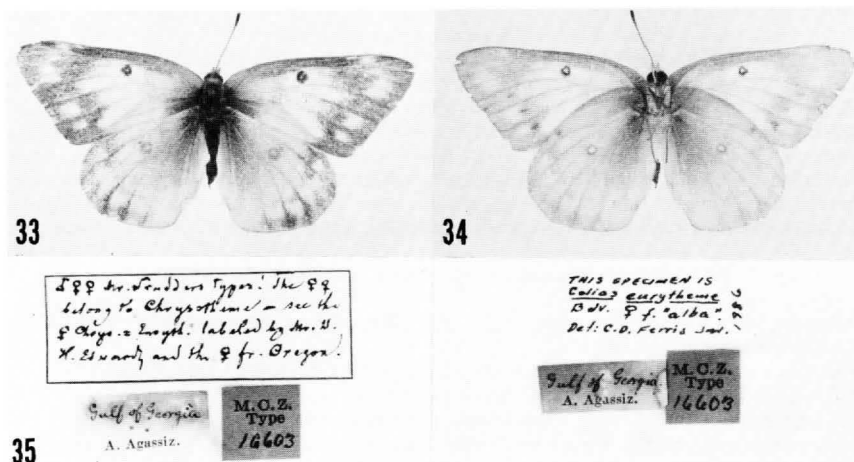 33
34
♂♀♀ Mr. Scudders Types! The ♀♀
belong to Chrysotheme – see the
♀ Chrys. = Euryth. labeled by Mr. W.
H. Edwards and the ♀ fr. Oregon.
THIS SPECIMEN IS
Colias eurytheme
Bdv. ♀ f. "alba".
Det: C.D. Ferris
Gulf of Georgia
A. Agassiz.
M.C.Z.
Type
16603
Gulf of Georgia
A. Agassiz.
M.C.Z.
Type
16603
35